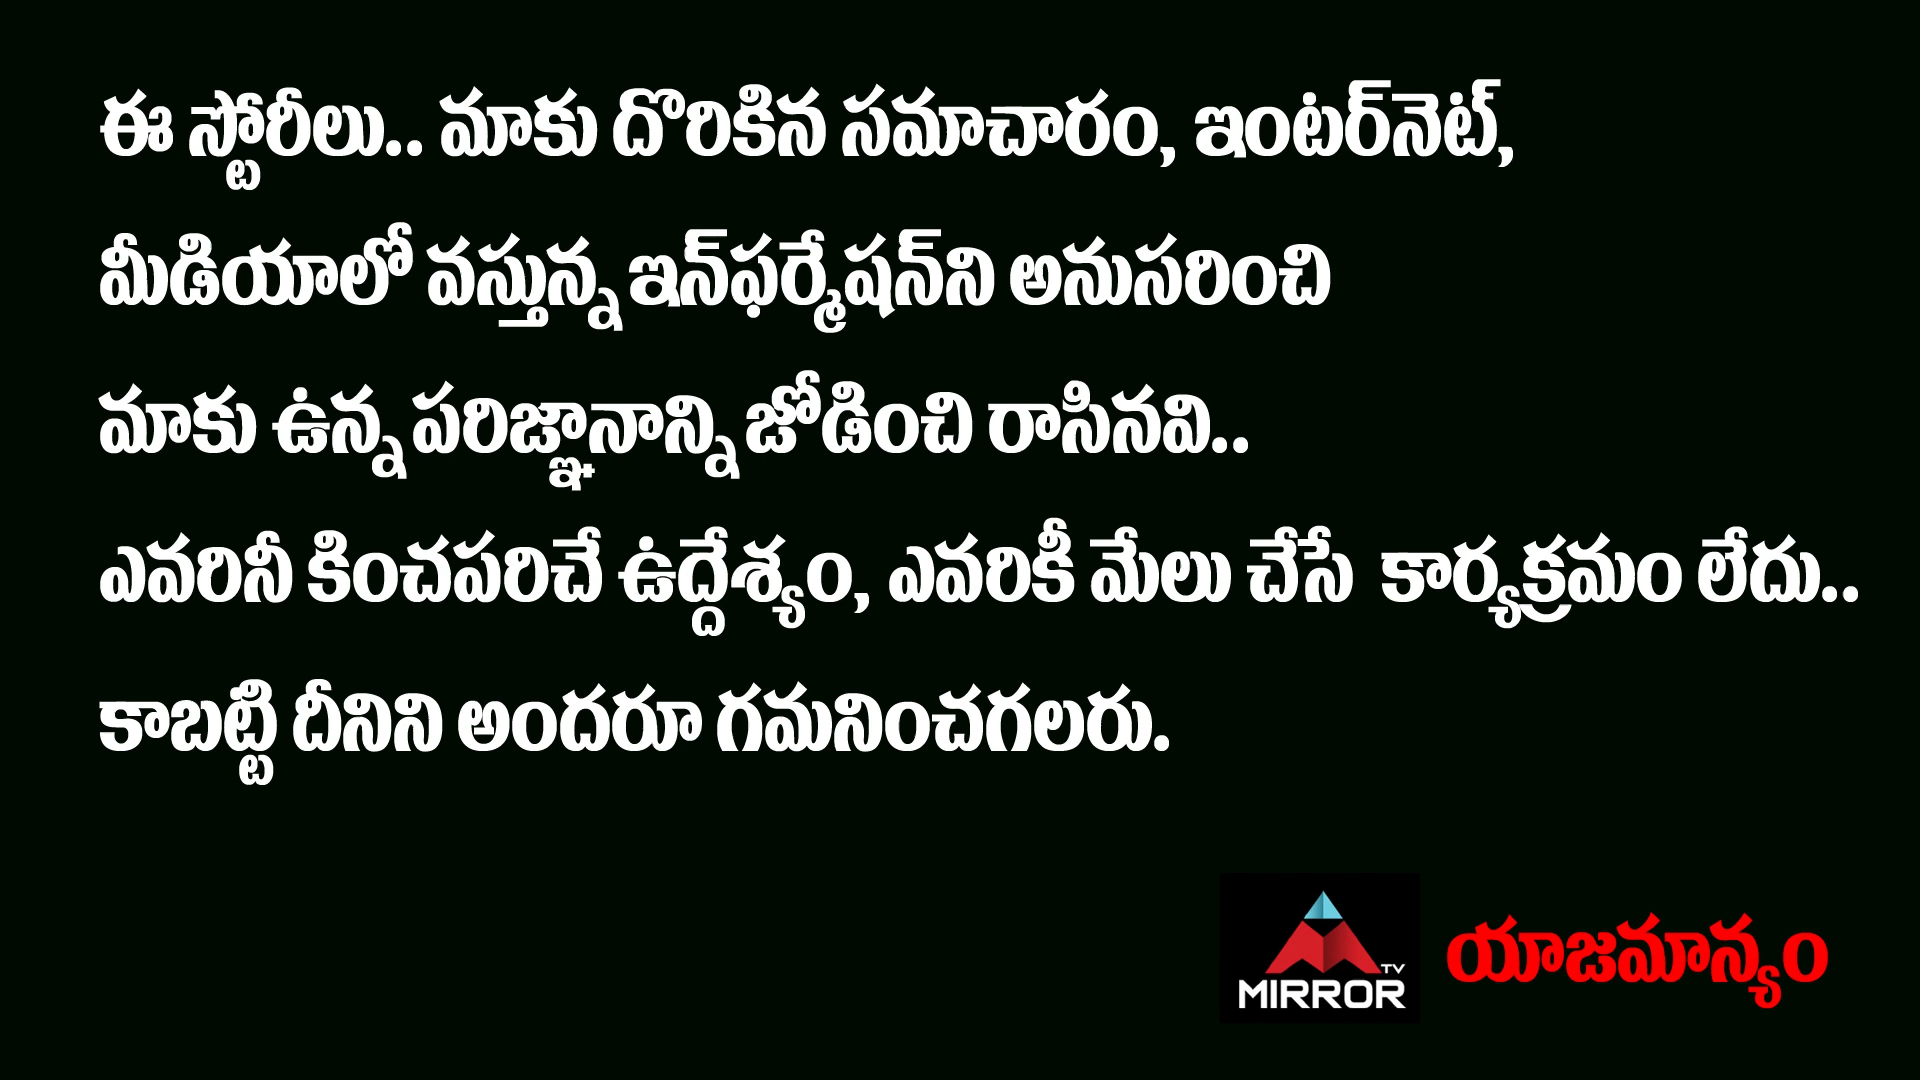 ఈ స్టోరీలు.. మాకు దొరికిన సమాచారం, ఇంటర్‌నెట్,
మీడియాలో వస్తున్న ఇన్‌ఫర్మేషన్‌ని అనుసరించి
మాకు ఉన్న పరిజ్ఞానాన్ని జోడించి రాసినవి..
ఎవరినీ కించపరిచే ఉద్దేశ్యం, ఎవరికీ మేలు చేసే కార్యక్రమం లేదు..
కాబట్టి దీనిని అందరూ గమనించగలరు.
TV
MIRROR
యాజమాన్యం